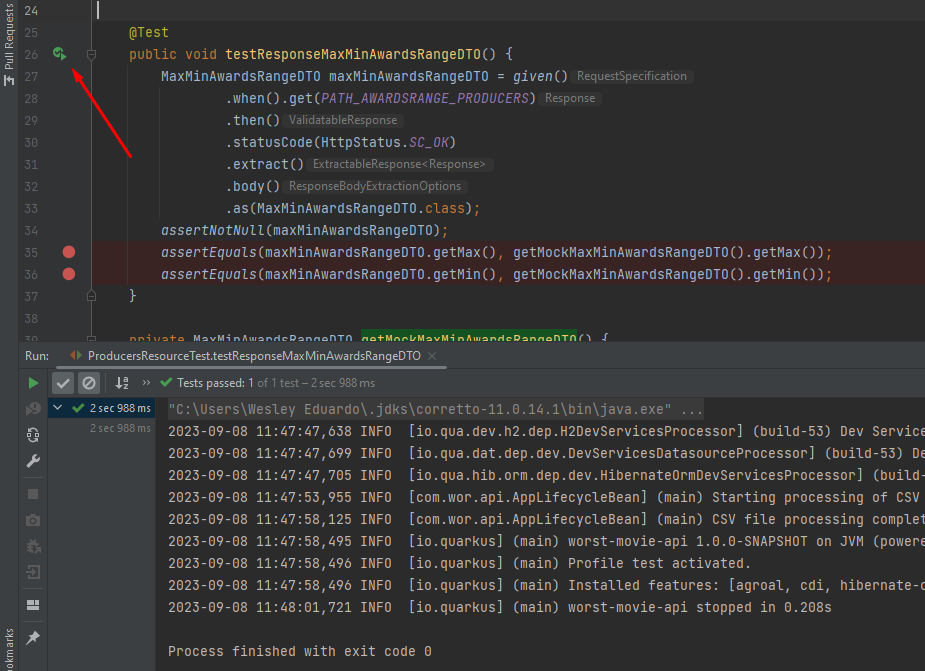 Pull Requests
24
25 @Test
26 public void testResponseMaxMinAwardsRangeDTO() {
27 MaxMinAwardsRangeDTO maxMinAwardsRangeDTO = given() RequestSpecification
28 .when().get(PATH_AWARDSRANGE_PRODUCERS) Response
29 .then() ValidatableResponse
30 .statusCode(HttpStatus.SC_OK)
31 .extract() ExtractableResponse<Response>
32 .body() ResponseBodyExtractionOptions
33 .as(MaxMinAwardsRangeDTO.class);
34 assertNotNull(maxMinAwardsRangeDTO);
35 assertEquals(maxMinAwardsRangeDTO.getMax(), getMockMaxMinAwardsRangeDTO().getMax());
36 assertEquals(maxMinAwardsRangeDTO.getMin(), getMockMaxMinAwardsRangeDTO().getMin());
37 }
38
39 private MaxMinAwardsRangeDTO getMockMaxMinAwardsRangeDTO() {
Run: ProducersResourceTest.testResponseMaxMinAwardsRangeDTO
Tests passed: 1 of 1 test – 2 sec 988 ms
2 sec 988 ms
2 sec 988 ms
"C:\Users\Wesley Eduardo\.jdks\corretto-11.0.14.1\bin\java.exe" ...
2023-09-08 11:47:47,638 INFO [io.qua.dev.h2.dep.H2DevServicesProcessor] (build-53) Dev Service
2023-09-08 11:47:47,699 INFO [io.qua.dat.dep.dev.DevServicesDatasourceProcessor] (build-53) De
2023-09-08 11:47:47,705 INFO [io.qua.hib.orm.dep.dev.HibernateOrmDevServicesProcessor] (build-
2023-09-08 11:47:53,955 INFO [com.wor.api.AppLifecycleBean] (main) Starting processing of CSV
2023-09-08 11:47:58,125 INFO [com.wor.api.AppLifecycleBean] (main) CSV file processing complet
2023-09-08 11:47:58,495 INFO [io.quarkus] (main) worst-movie-api 1.0.0-SNAPSHOT on JVM (powere
2023-09-08 11:47:58,496 INFO [io.quarkus] (main) Profile test activated.
2023-09-08 11:47:58,496 INFO [io.quarkus] (main) Installed features: [agroal, cdi, hibernate-o
2023-09-08 11:48:01,721 INFO [io.quarkus] (main) worst-movie-api stopped in 0.208s
Process finished with exit code 0
okmarks